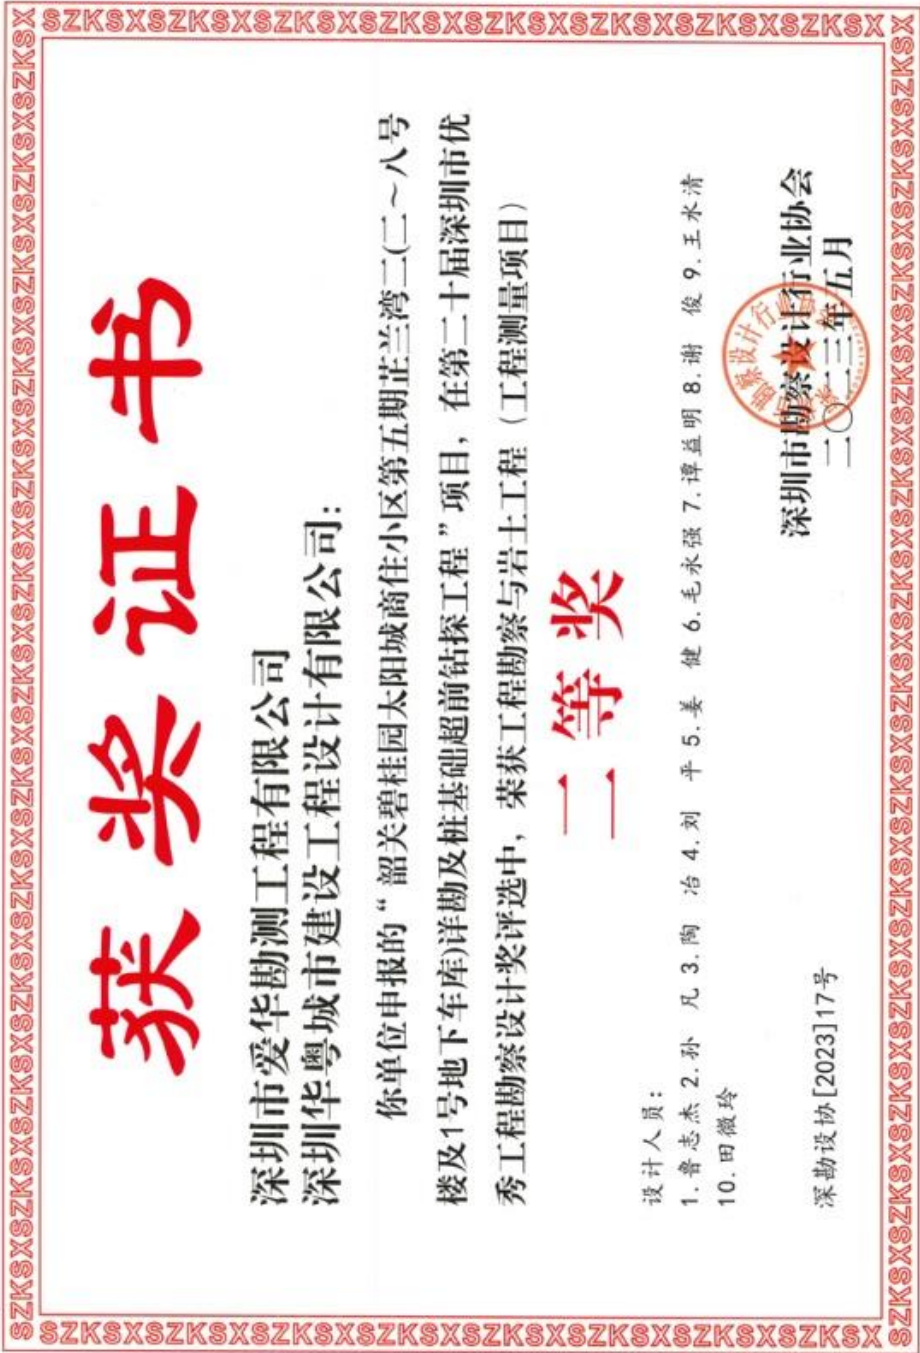 获奖证书
深圳市爱华勘测工程有限公司
深圳华粤城市建设工程设计有限公司：
你单位申报的“韶关碧桂园太阳城商住小区第五期芷兰湾二(二～八号
楼及1号地下车库)详勘及桩基础超前钻探工程”项目，在第二十届深圳市优
秀工程勘察设计奖评选中，荣获工程勘察与岩土工程（工程测量项目）
二等奖
设计人员：
1.鲁志杰 2.孙 凡 3.陶 冶 4.刘 平 5.姜 健 6.毛永强 7.谭益明 8.谢 俊 9.王水清
10.田薇玲
深圳市勘察设计行业协会
二〇二三年五月
深勘设协[2023]17号
SZKSXSZKSXSZKSXSZKSXSZKSXSZKSXSZKSXSZKSX